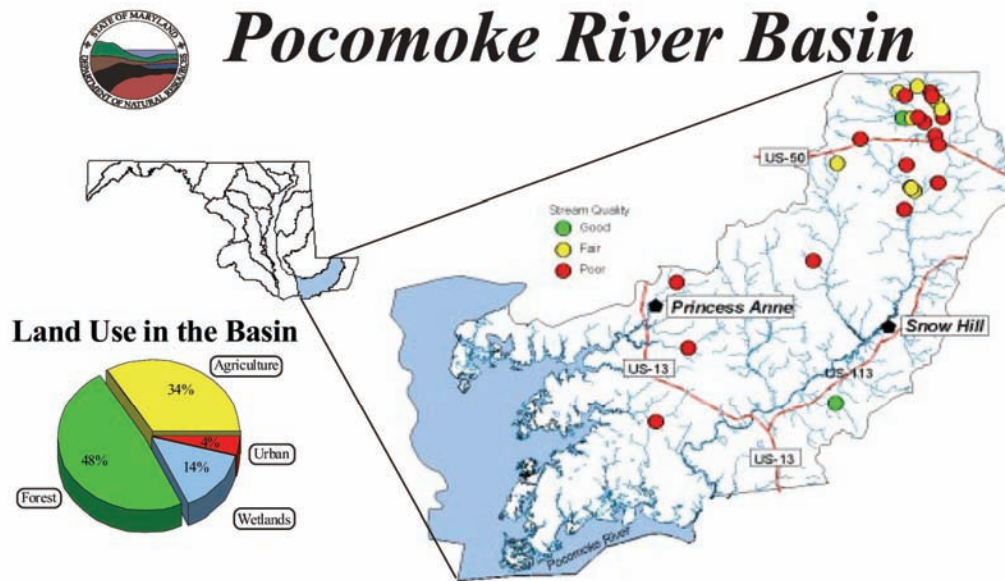 STATE OF MARYLAND
DEPARTMENT OF NATURAL RESOURCES
Pocomoke River Basin
US-50
Stream Quality
Good
Fair
Poor
Princess Anne
Snow Hill
US-13
US-113
US-13
Pocomoke River
Land Use in the Basin
Agriculture
34%
4%
Urban
48%
14%
Forest
Wetlands